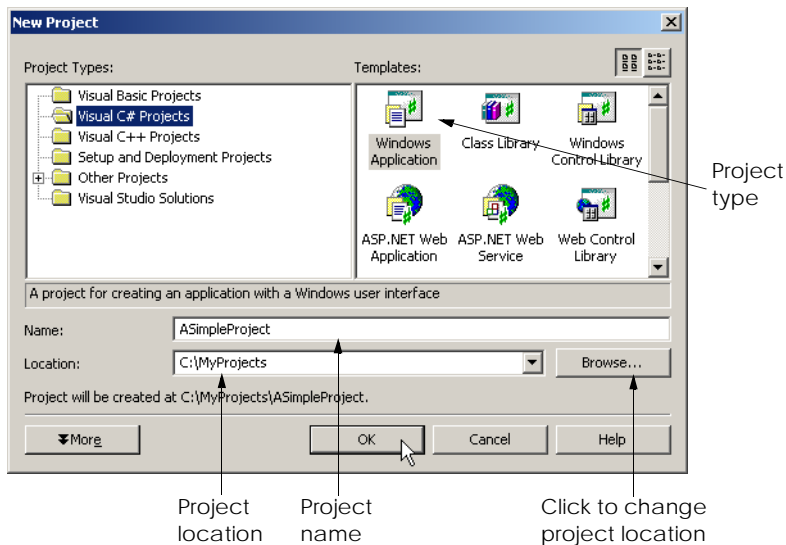 New Project
Project Types:
Templates:
Visual Basic Projects
Visual C# Projects
Visual C++ Projects
Setup and Deployment Projects
Other Projects
Visual Studio Solutions
Windows
Application
Class Library
Windows
Control Library
ASP.NET Web
Application
ASP.NET Web
Service
Web Control
Library
Project
type
A project for creating an application with a Windows user interface
Name:
ASimpleProject
Location:
C:\MyProjects
Browse...
Project will be created at C:\MyProjects\ASimpleProject.
More
OK
Cancel
Help
Project
location
Project
name
Click to change
project location